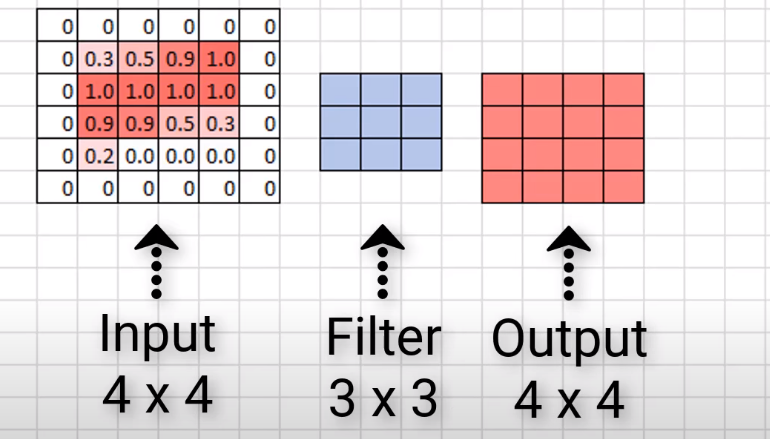 0 0 0 0 0 0
0 0.3 0.5 0.9 1.0 0
0 1.0 1.0 1.0 1.0 0
0 0.9 0.9 0.5 0.3 0
0 0.2 0.0 0.0 0.0 0
0 0 0 0 0 0
Input
4 x 4
Filter
3 x 3
Output
4 x 4